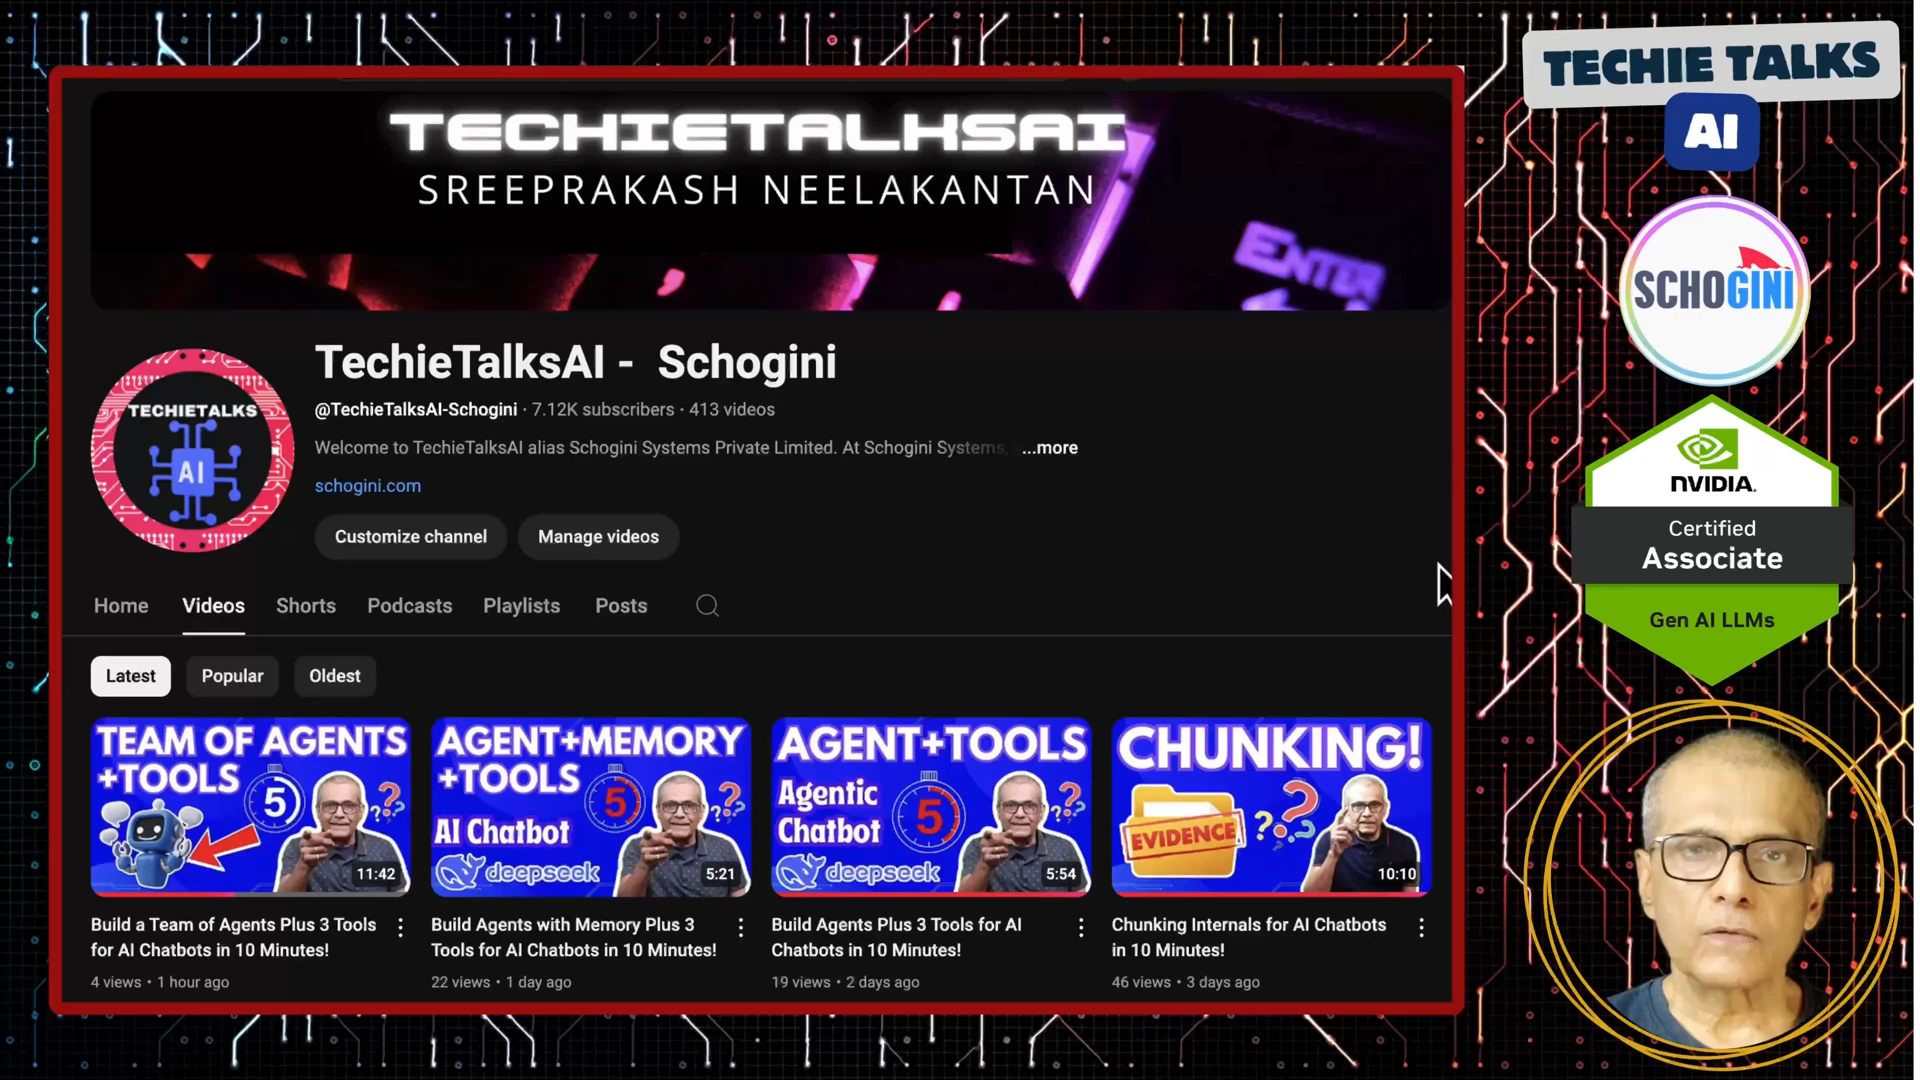 TECHIE TALKS
AI
TECHIETALKSAI
SREEPRAKASH NEELAKANTAN
ENTER
SCHOGINI
TECHIETALKS
AI
TechieTalksAI - Schogini
@TechieTalksAI-Schogini · 7.12K subscribers · 413 videos
Welcome to TechieTalksAI alias Schogini Systems Private Limited. At Schogini Systems, ...more
schogini.com
Customize channel
Manage videos
NVIDIA.
Certified
Associate
Gen AI LLMs
Home
Videos
Shorts
Podcasts
Playlists
Posts
Latest
Popular
Oldest
TEAM OF AGENTS
+TOOLS
5
??
11:42
Build a Team of Agents Plus 3 Tools
for AI Chatbots in 10 Minutes!
4 views • 1 hour ago
AGENT+MEMORY
+TOOLS
5
??
AI Chatbot
deepseek
5:21
Build Agents with Memory Plus 3
Tools for AI Chatbots in 10 Minutes!
22 views • 1 day ago
AGENT+TOOLS
Agentic
Chatbot
5
??
deepseek
5:54
Build Agents Plus 3 Tools for AI
Chatbots in 10 Minutes!
19 views • 2 days ago
CHUNKING!
EVIDENCE
???
10:10
Chunking Internals for AI Chatbots
in 10 Minutes!
46 views • 3 days ago